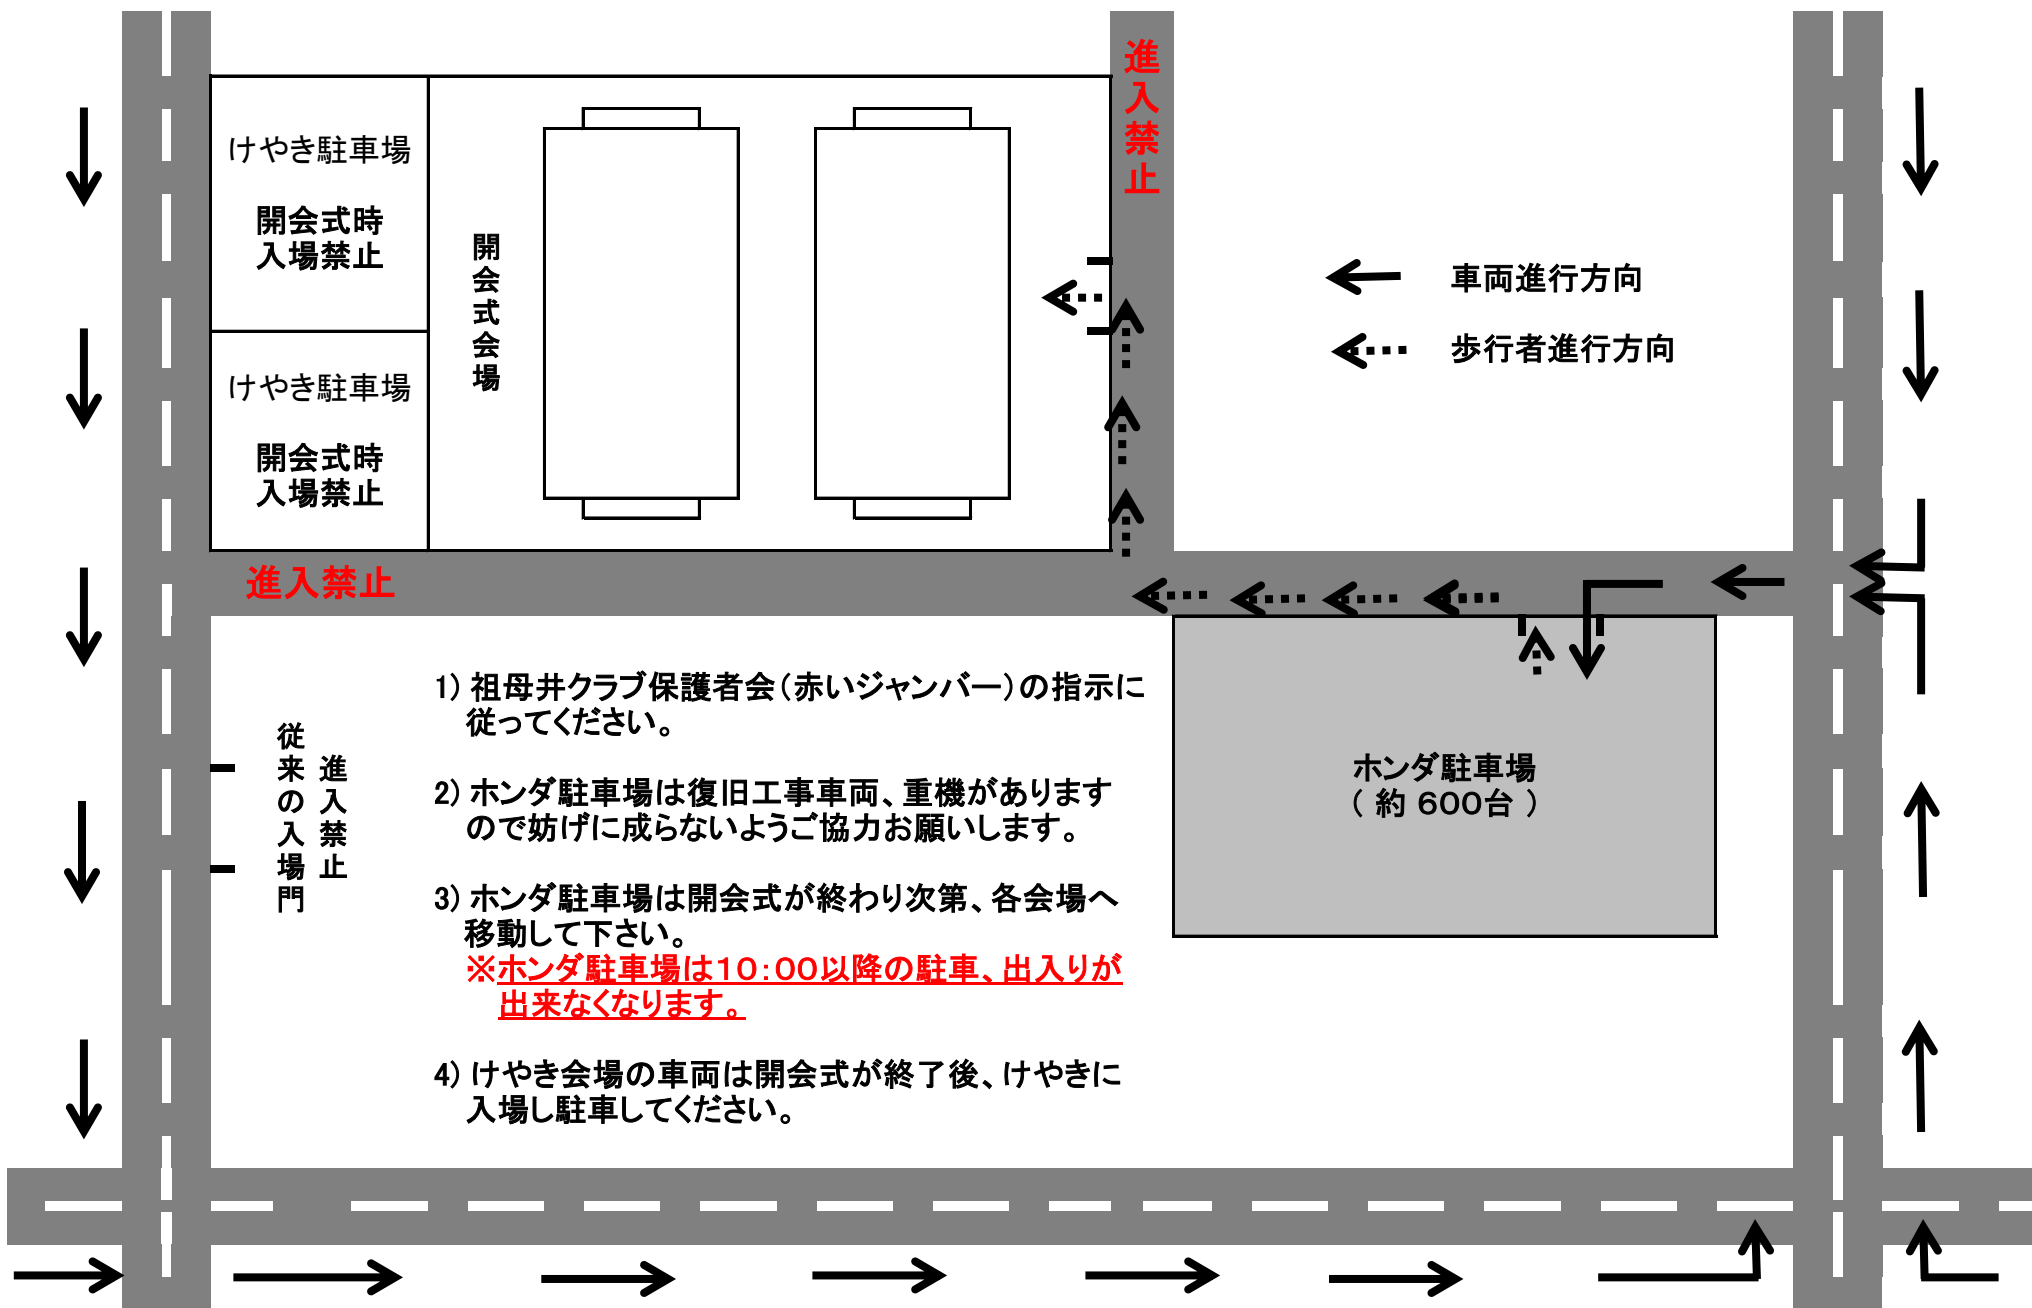 進入禁止
けやき駐車場
開会式時
入場禁止
開会式会場
車両進行方向
歩行者進行方向
けやき駐車場
開会式時
入場禁止
進入禁止
従来の入場門
進入禁止
1) 祖母井クラブ保護者会（赤いジャンバー）の指示に
従ってください。
2) ホンダ駐車場は復旧工事車両、重機があります
ので妨げに成らないようご協力お願いします。
3) ホンダ駐車場は開会式が終わり次第、各会場へ
移動して下さい。
※ホンダ駐車場は１０：００以降の駐車、出入りが
出来なくなります。
4) けやき会場の車両は開会式が終了後、けやきに
入場し駐車してください。
ホンダ駐車場
（ 約 ６００台 ）